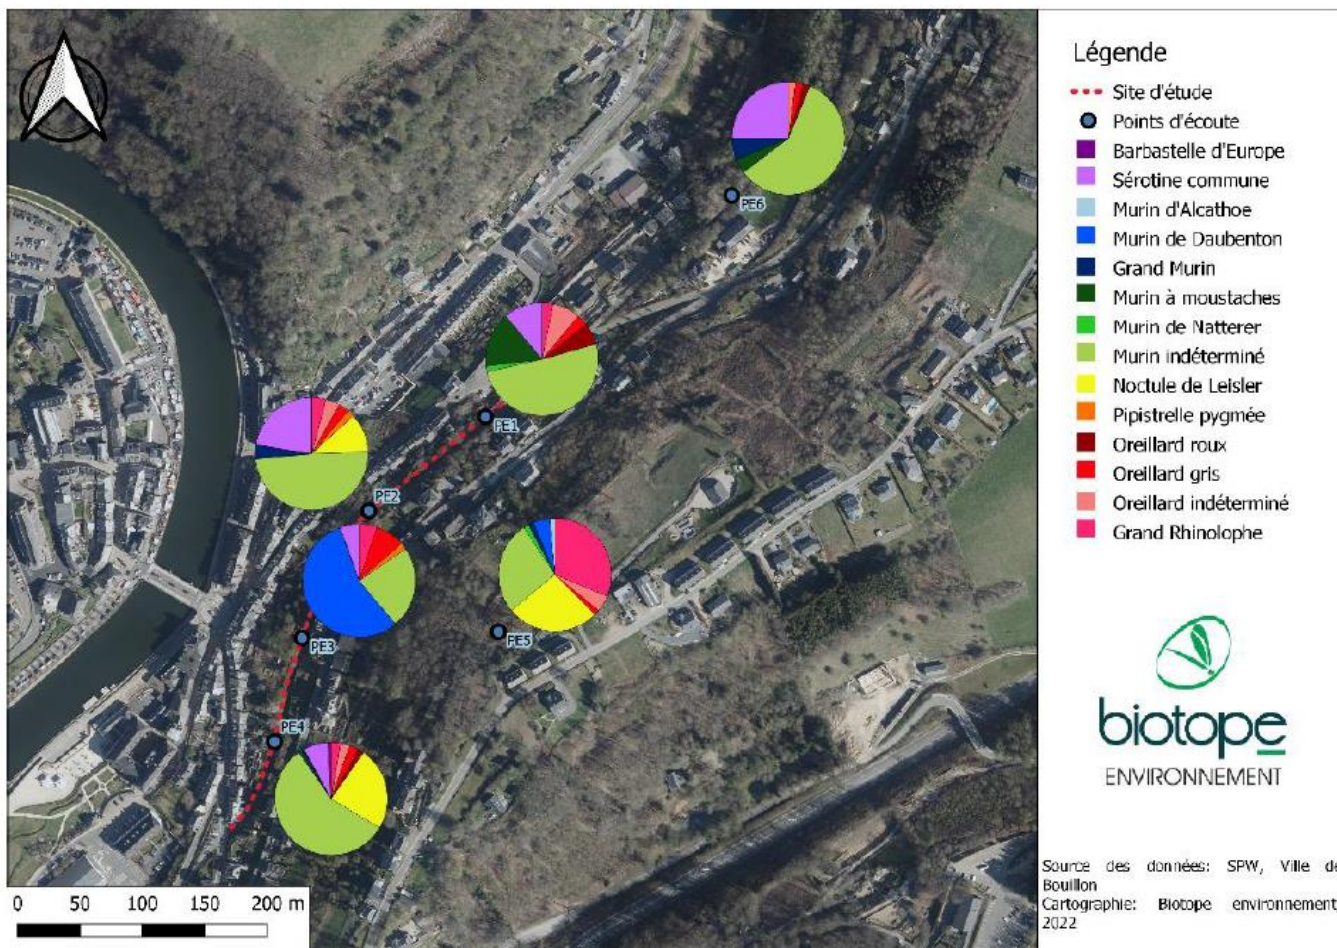 Légende
Site d'étude
Points d'écoute
Barbastelle d'Europe
Sérotine commune
Murin d'Alcathoe
Murin de Daubenton
Grand Murin
Murin à moustaches
Murin de Natterer
Murin indéterminé
Noctule de Leisler
Pipistrelle pygmée
Oreillard roux
Oreillard gris
Oreillard indéterminé
Grand Rhinolophe
PE6
PE1
PE2
PE3
PE5
PE4
biotope
ENVIRONNEMENT
Source des données: SPW, Ville de
Bouillon
Cartographie: Biotope environnement
2022
0 50 100 150 200 m